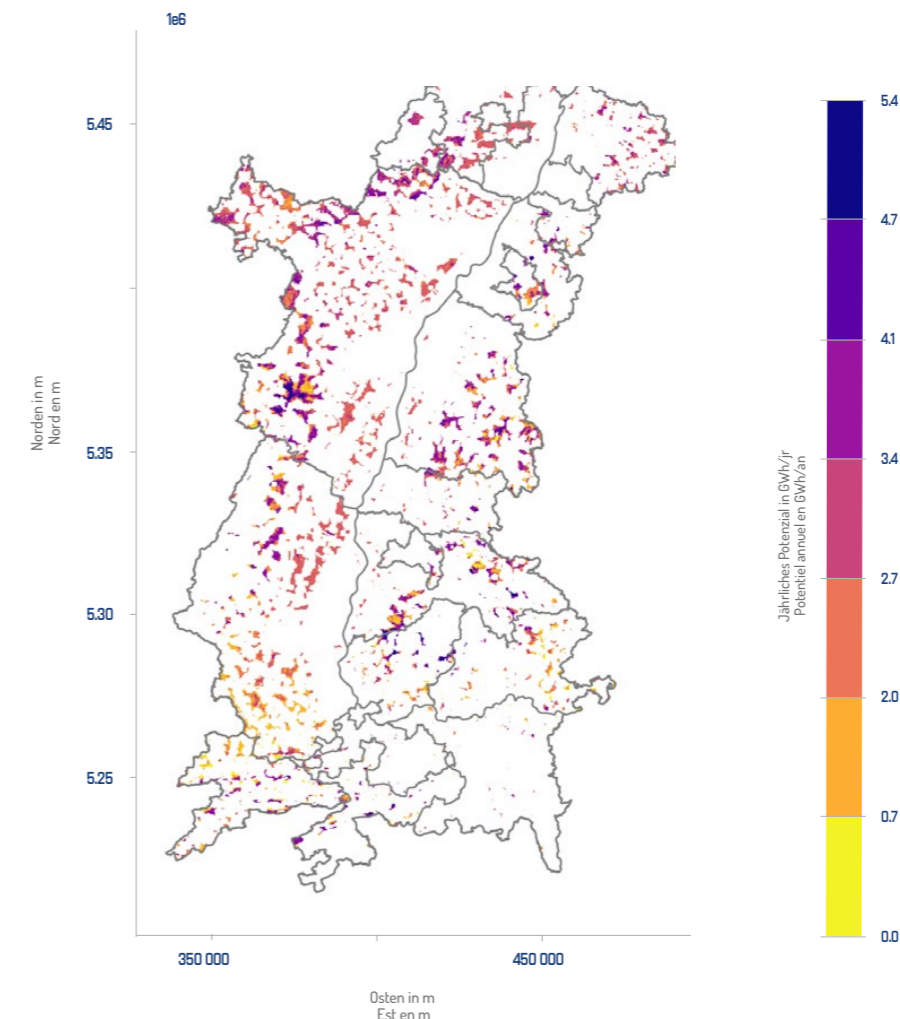 1e6
5.45
5.35
5.30
5.25
Norden in m
Nord en m
350 000
450 000
Osten in m
Est en m
Jährliches Potenzial in GWh/jr
Potentiel annuel en GWh/an
5.4
4.7
4.1
3.4
2.7
2.0
0.7
0.0